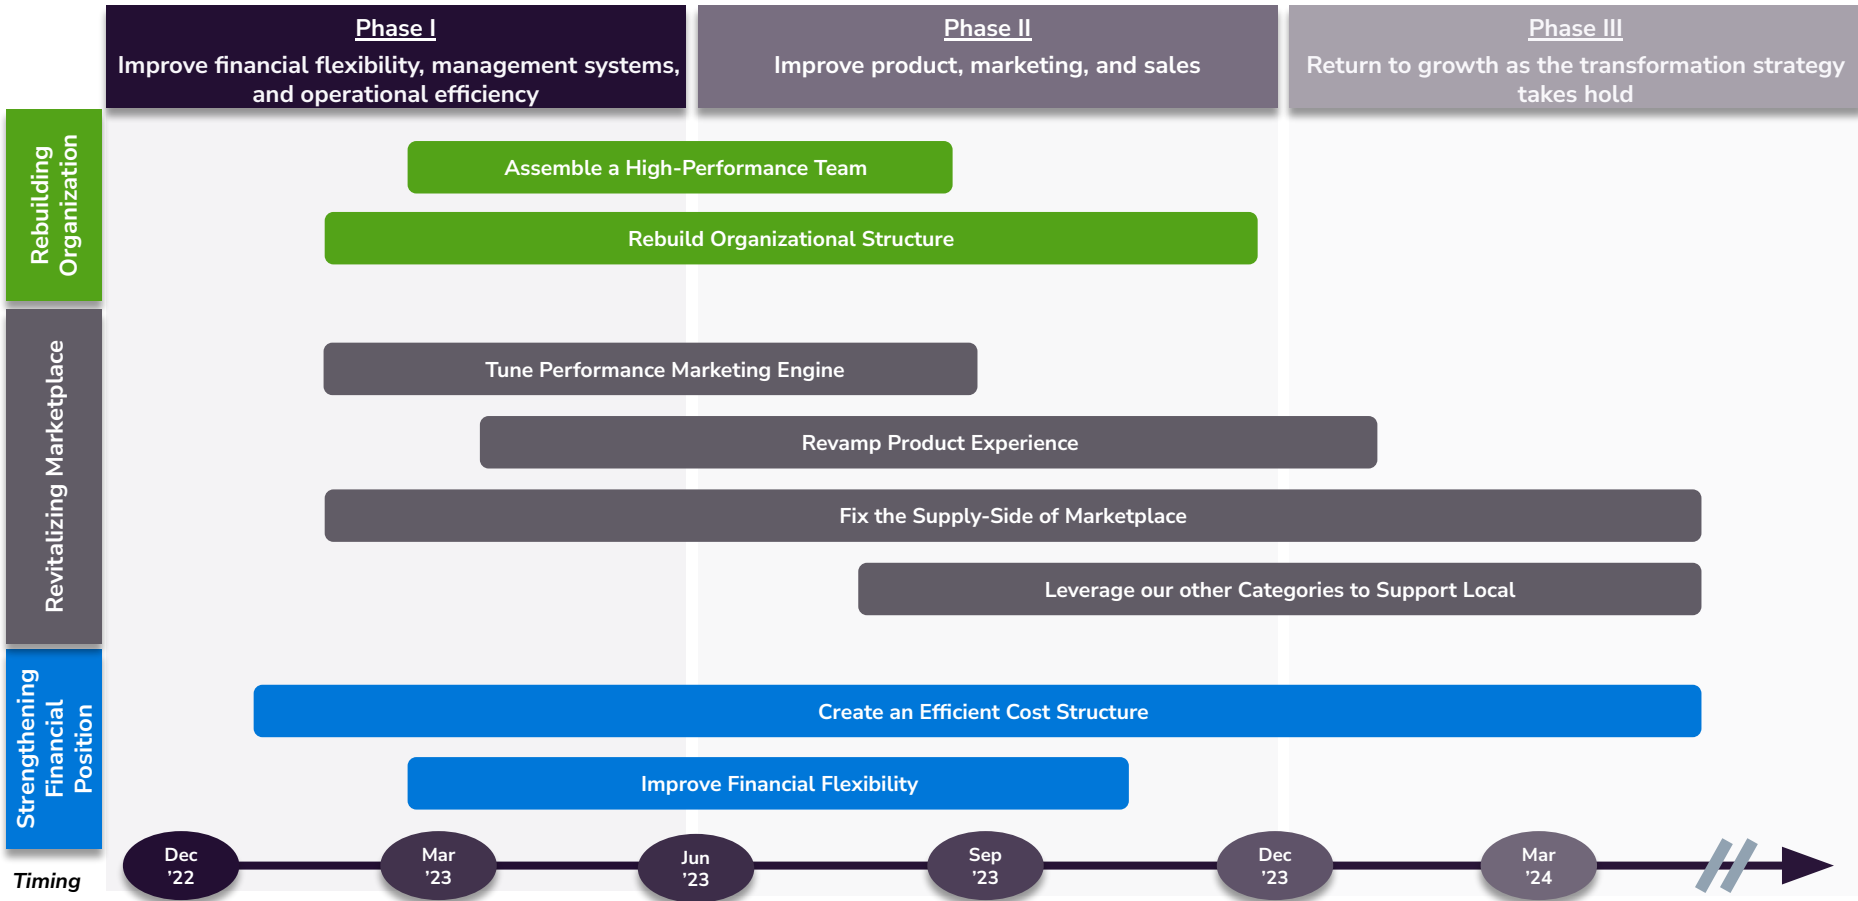 Phase I
Improve financial flexibility, management systems,
and operational efficiency
Phase II
Improve product, marketing, and sales
Phase III
Return to growth as the transformation strategy
takes hold
Rebuilding
Organization
Assemble a High-Performance Team
Rebuild Organizational Structure
Revitalizing Marketplace
Tune Performance Marketing Engine
Revamp Product Experience
Fix the Supply-Side of Marketplace
Leverage our other Categories to Support Local
Strengthening
Financial
Position
Create an Efficient Cost Structure
Improve Financial Flexibility
Timing
Dec
’22
Mar
’23
Jun
’23
Sep
’23
Dec
’23
Mar
’24